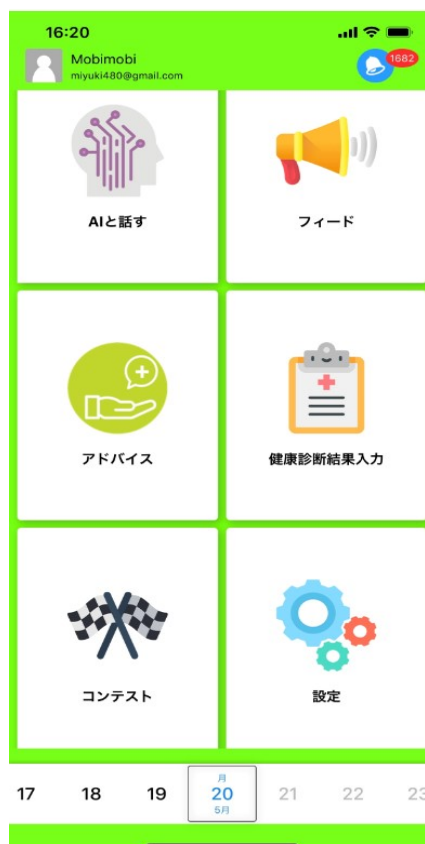 16:20
Mobimobi
miyuki480@gmail.com
1682
AIと話す
フィード
アドバイス
健康診断結果入力
コンテスト
設定
月
17 18 19 20 21 22 23
5月